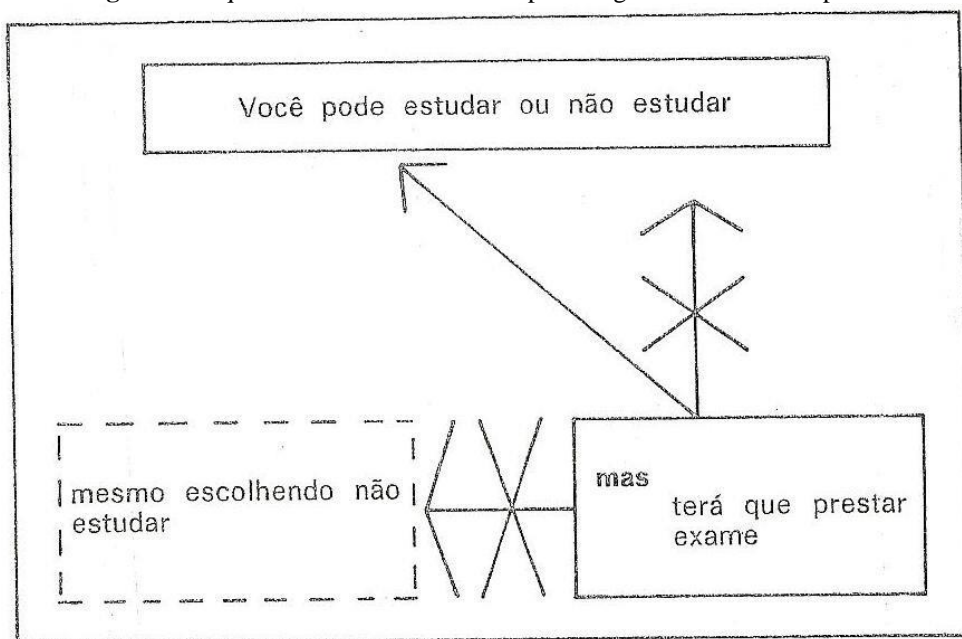 Você pode estudar ou não estudar
mesmo escolhendo não
estudar
mas
terá que prestar
exame